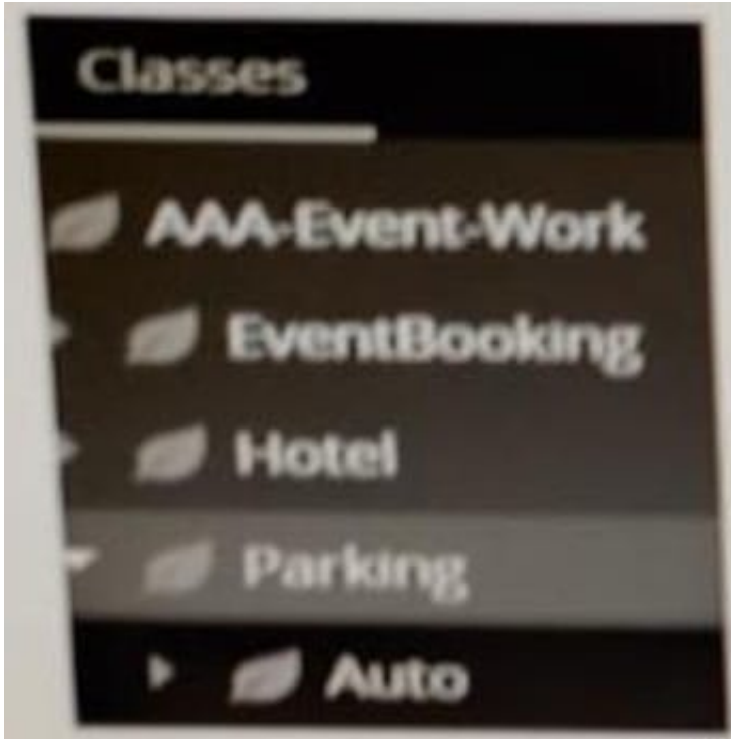 Classes
AAA-Event-Work
EventBooking
Hotel
Parking
Auto